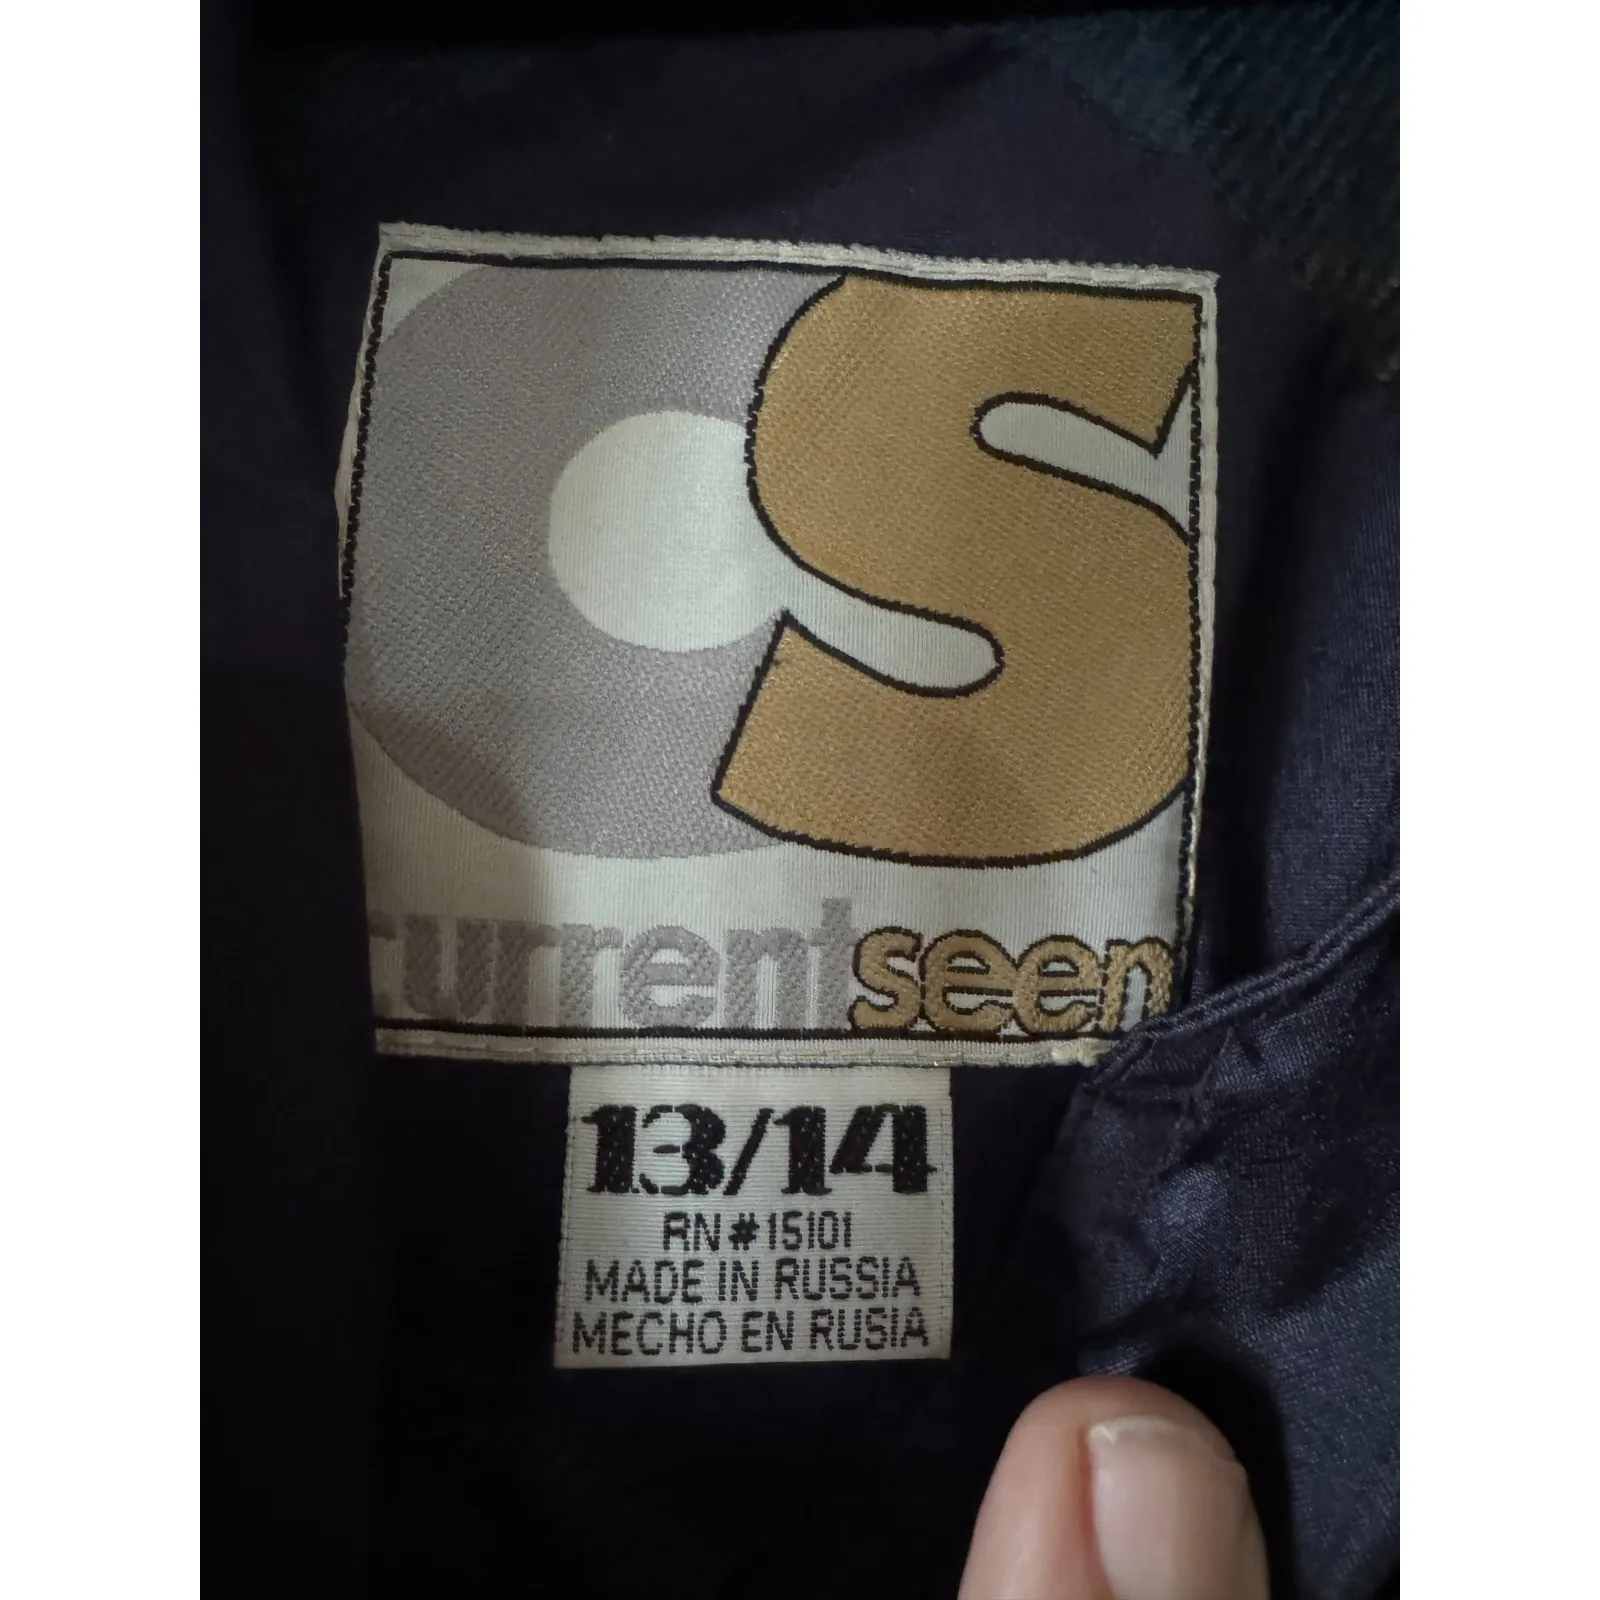 CS
currentseen
13/14
RN #15101
MADE IN RUSSIA
MECHO EN RUSIA